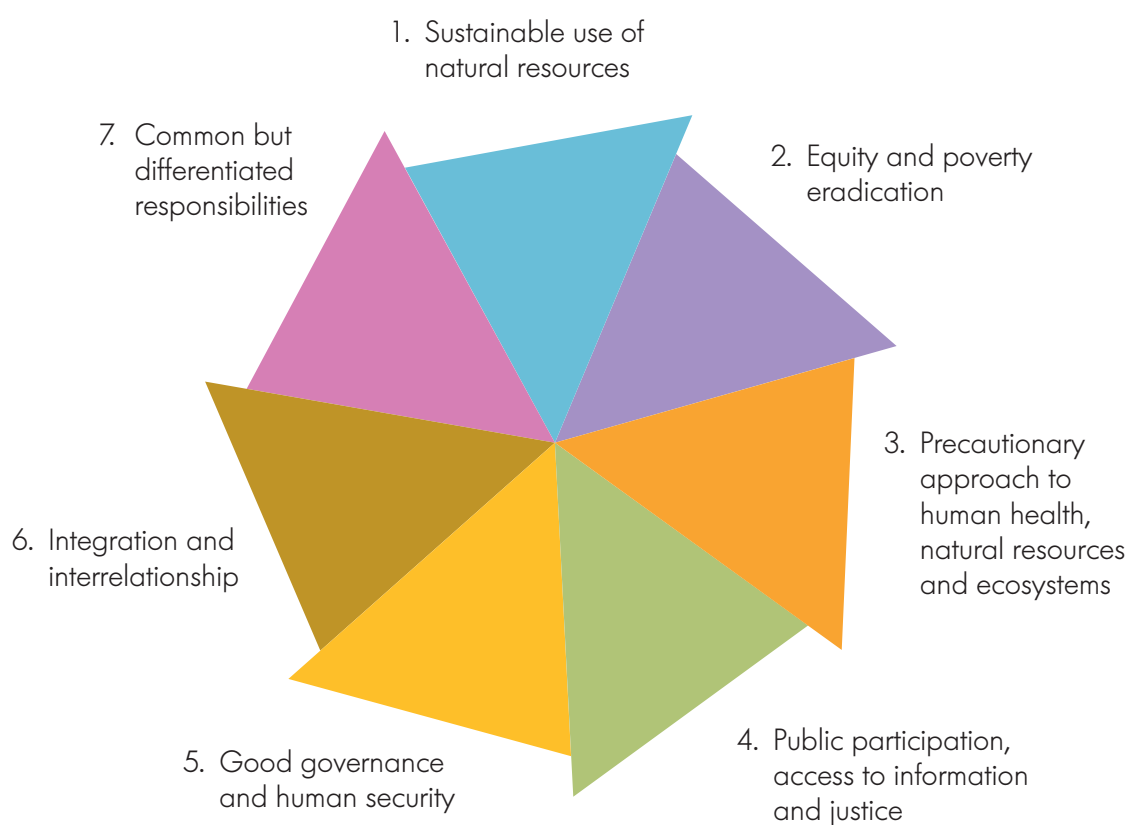 1. Sustainable use of
natural resources
2. Equity and poverty
eradication
3. Precautionary
approach to
human health,
natural resources
and ecosystems
4. Public participation,
access to information
and justice
5. Good governance
and human security
6. Integration and
interrelationship
7. Common but
differentiated
responsibilities